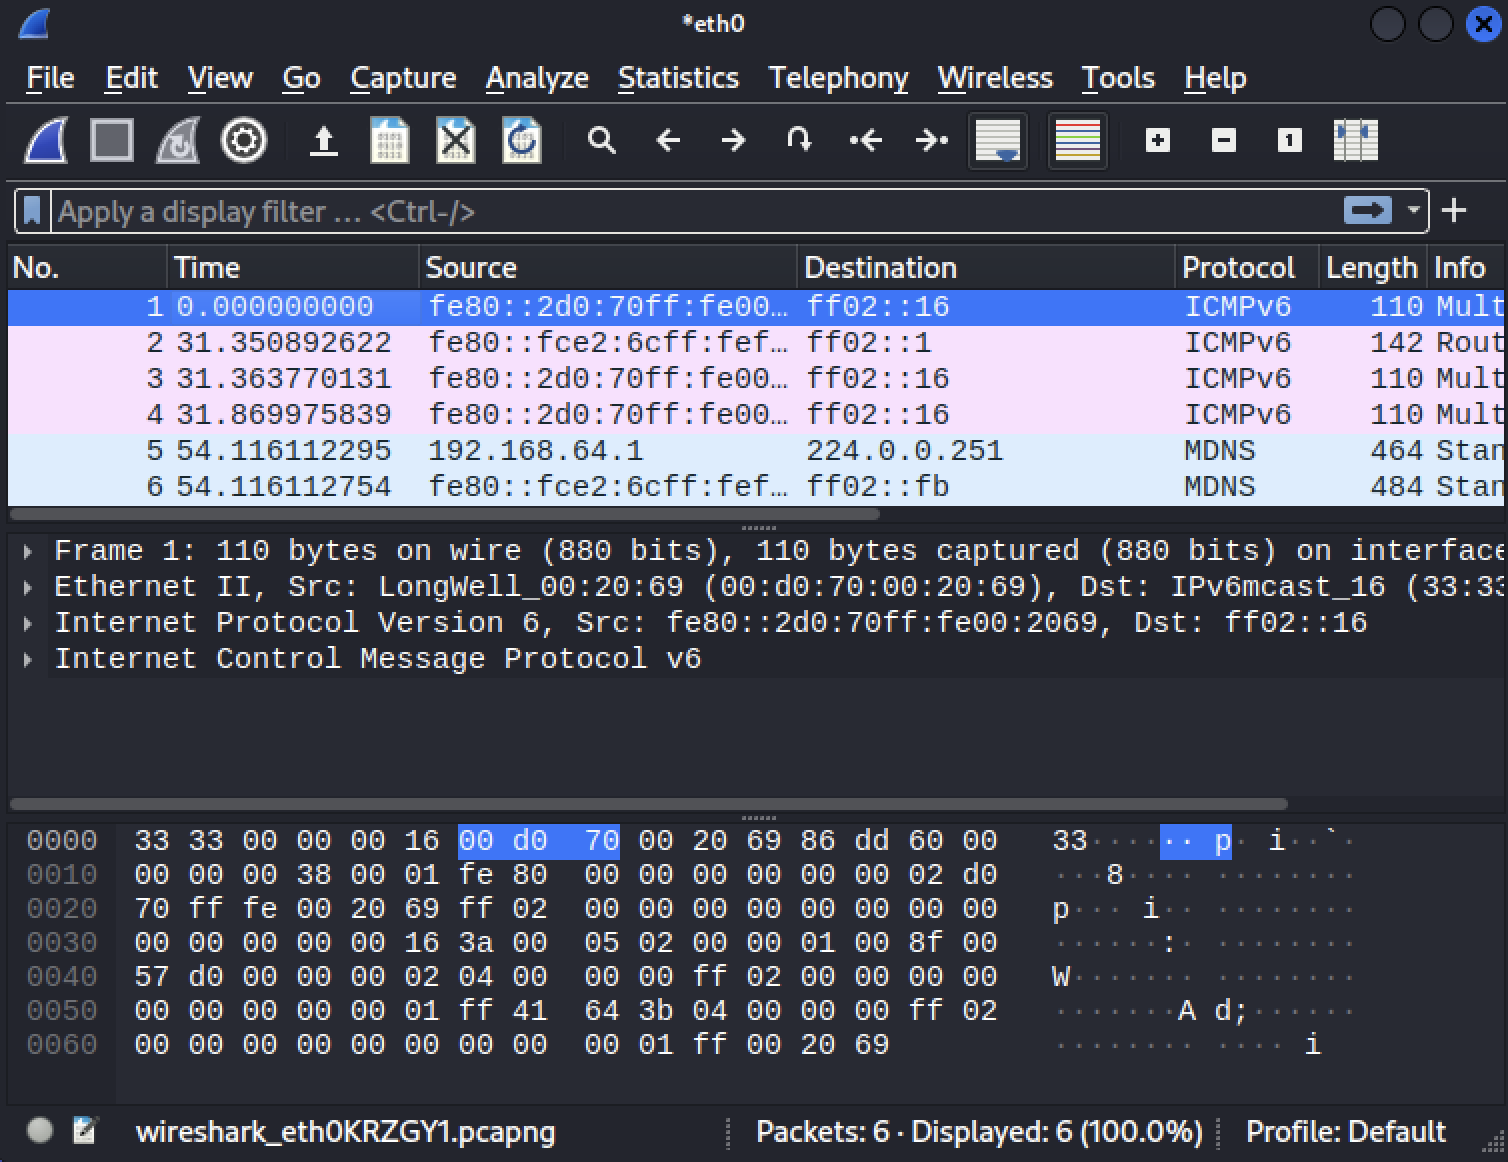 *eth0
File Edit View Go Capture Analyze Statistics Telephony Wireless Tools Help
Apply a display filter ... <Ctrl-/>
No. Time Source Destination Protocol Length Info
1 0.000000000 fe80::2d0:70ff:fe00… ff02::16 ICMPv6 110 Mult
2 31.350892622 fe80::fce2:6cff:fef… ff02::1 ICMPv6 142 Rout
3 31.363770131 fe80::2d0:70ff:fe00… ff02::16 ICMPv6 110 Mult
4 31.869975839 fe80::2d0:70ff:fe00… ff02::16 ICMPv6 110 Mult
5 54.116112295 192.168.64.1 224.0.0.251 MDNS 464 Stan
6 54.116112754 fe80::fce2:6cff:fef… ff02::fb MDNS 484 Stan
Frame 1: 110 bytes on wire (880 bits), 110 bytes captured (880 bits) on interface
Ethernet II, Src: LongWell_00:20:69 (00:d0:70:00:20:69), Dst: IPv6mcast_16 (33:33
Internet Protocol Version 6, Src: fe80::2d0:70ff:fe00:2069, Dst: ff02::16
Internet Control Message Protocol v6
0000 33 33 00 00 00 16 00 d0 70 00 20 69 86 dd 60 00 33······ p· i··`·
0010 00 00 00 38 00 01 fe 80 00 00 00 00 00 00 02 d0 ···8···· ········
0020 70 ff fe 00 20 69 ff 02 00 00 00 00 00 00 00 00 p··· i·· ········
0030 00 00 00 00 00 16 3a 00 05 02 00 00 01 00 8f 00 ······:· ········
0040 57 d0 00 00 00 02 04 00 00 00 ff 02 00 00 00 00 W······· ········
0050 00 00 00 00 00 01 ff 41 64 3b 04 00 00 00 ff 02 ·······A d;······
0060 00 00 00 00 00 00 00 00 00 01 ff 00 20 69 ········ ···· i
wireshark_eth0KRZGY1.pcapng Packets: 6 · Displayed: 6 (100.0%) Profile: Default